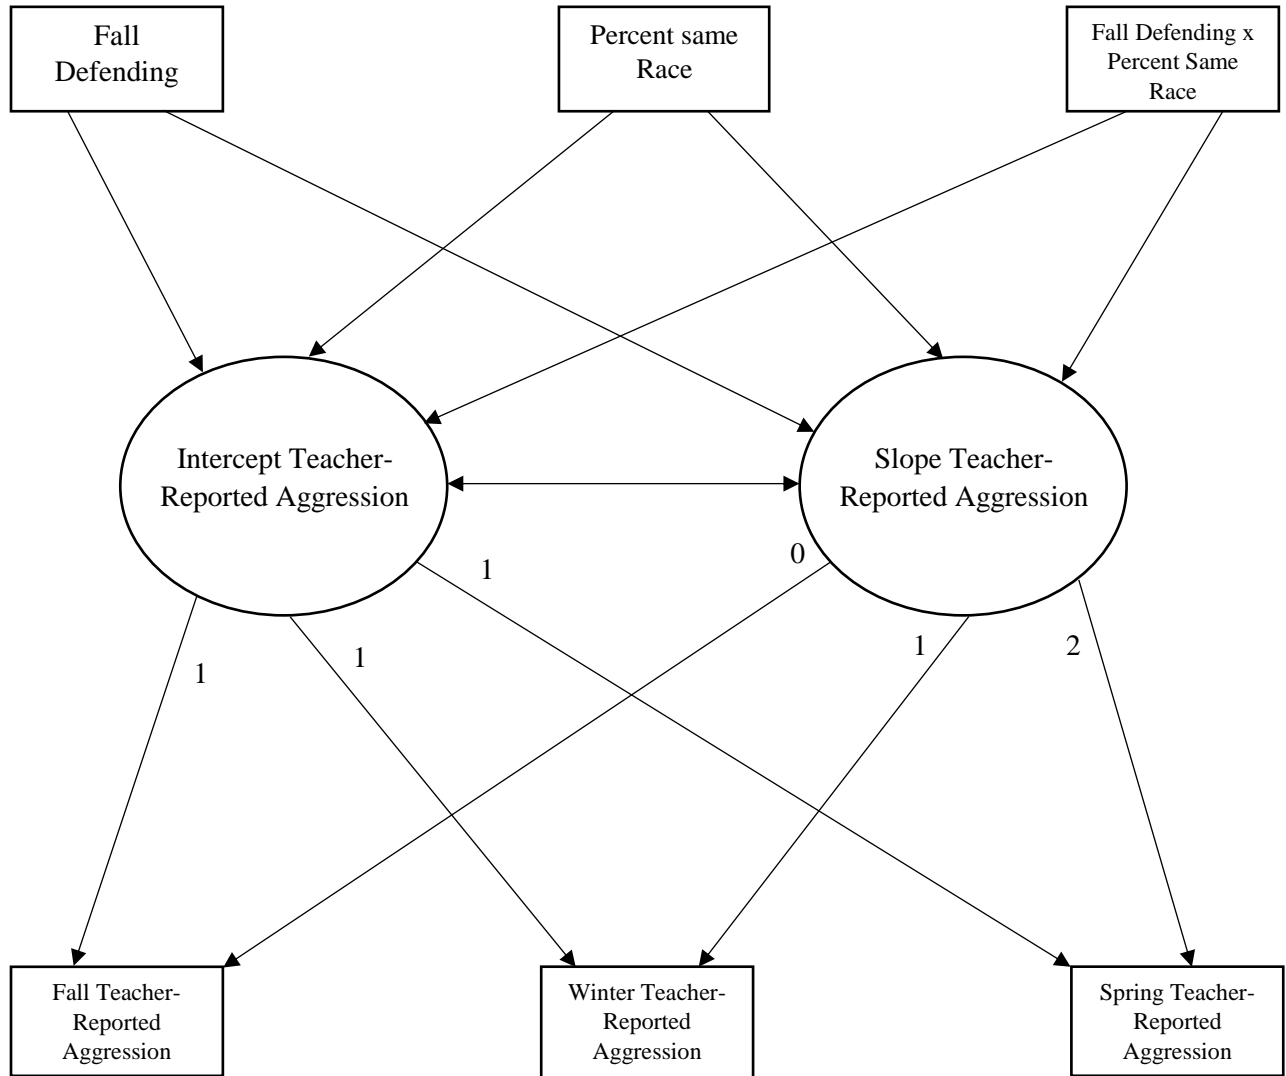 Fall
Defending
Percent same
Race
Fall Defending x
Percent Same
Race
Intercept Teacher-
Reported Aggression
Slope Teacher-
Reported Aggression
1
0
1
1
1
2
Fall Teacher-
Reported
Aggression
Winter Teacher-
Reported
Aggression
Spring Teacher-
Reported
Aggression